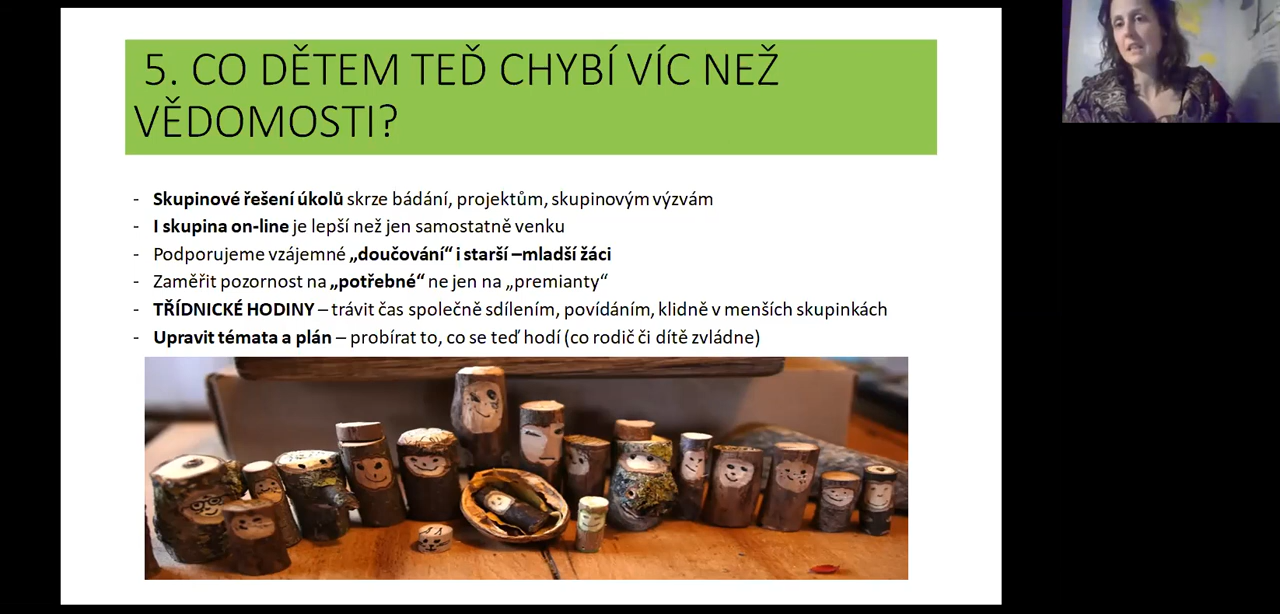 5. CO DĚTEM TEĎ CHYBÍ VÍC NEŽ
VĚDOMOSTI?
- Skupinové řešení úkolů skrze bádání, projektům, skupinovým výzvám
- I skupina on-line je lepší než jen samostatně venku
- Podporujeme vzájemné „doučování“ i starší –mladší žáci
- Zaměřit pozornost na „potřebné“ ne jen na „premianty“
- TŘÍDNICKÉ HODINY – trávit čas společně sdílením, povídáním, klidně v menších skupinkách
- Upravit témata a plán – probírat to, co se teď hodí (co rodič či dítě zvládne)